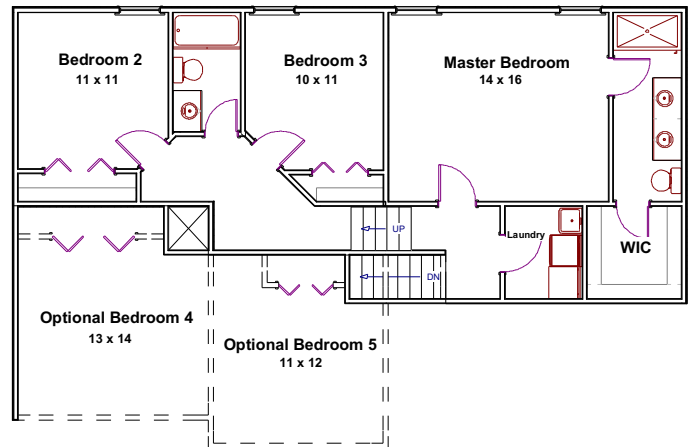 Bedroom 2
11 x 11
Bedroom 3
10 x 11
Master Bedroom
14 x 16
UP
Laundry
WIC
DN
Optional Bedroom 4
13 x 14
Optional Bedroom 5
11 x 12